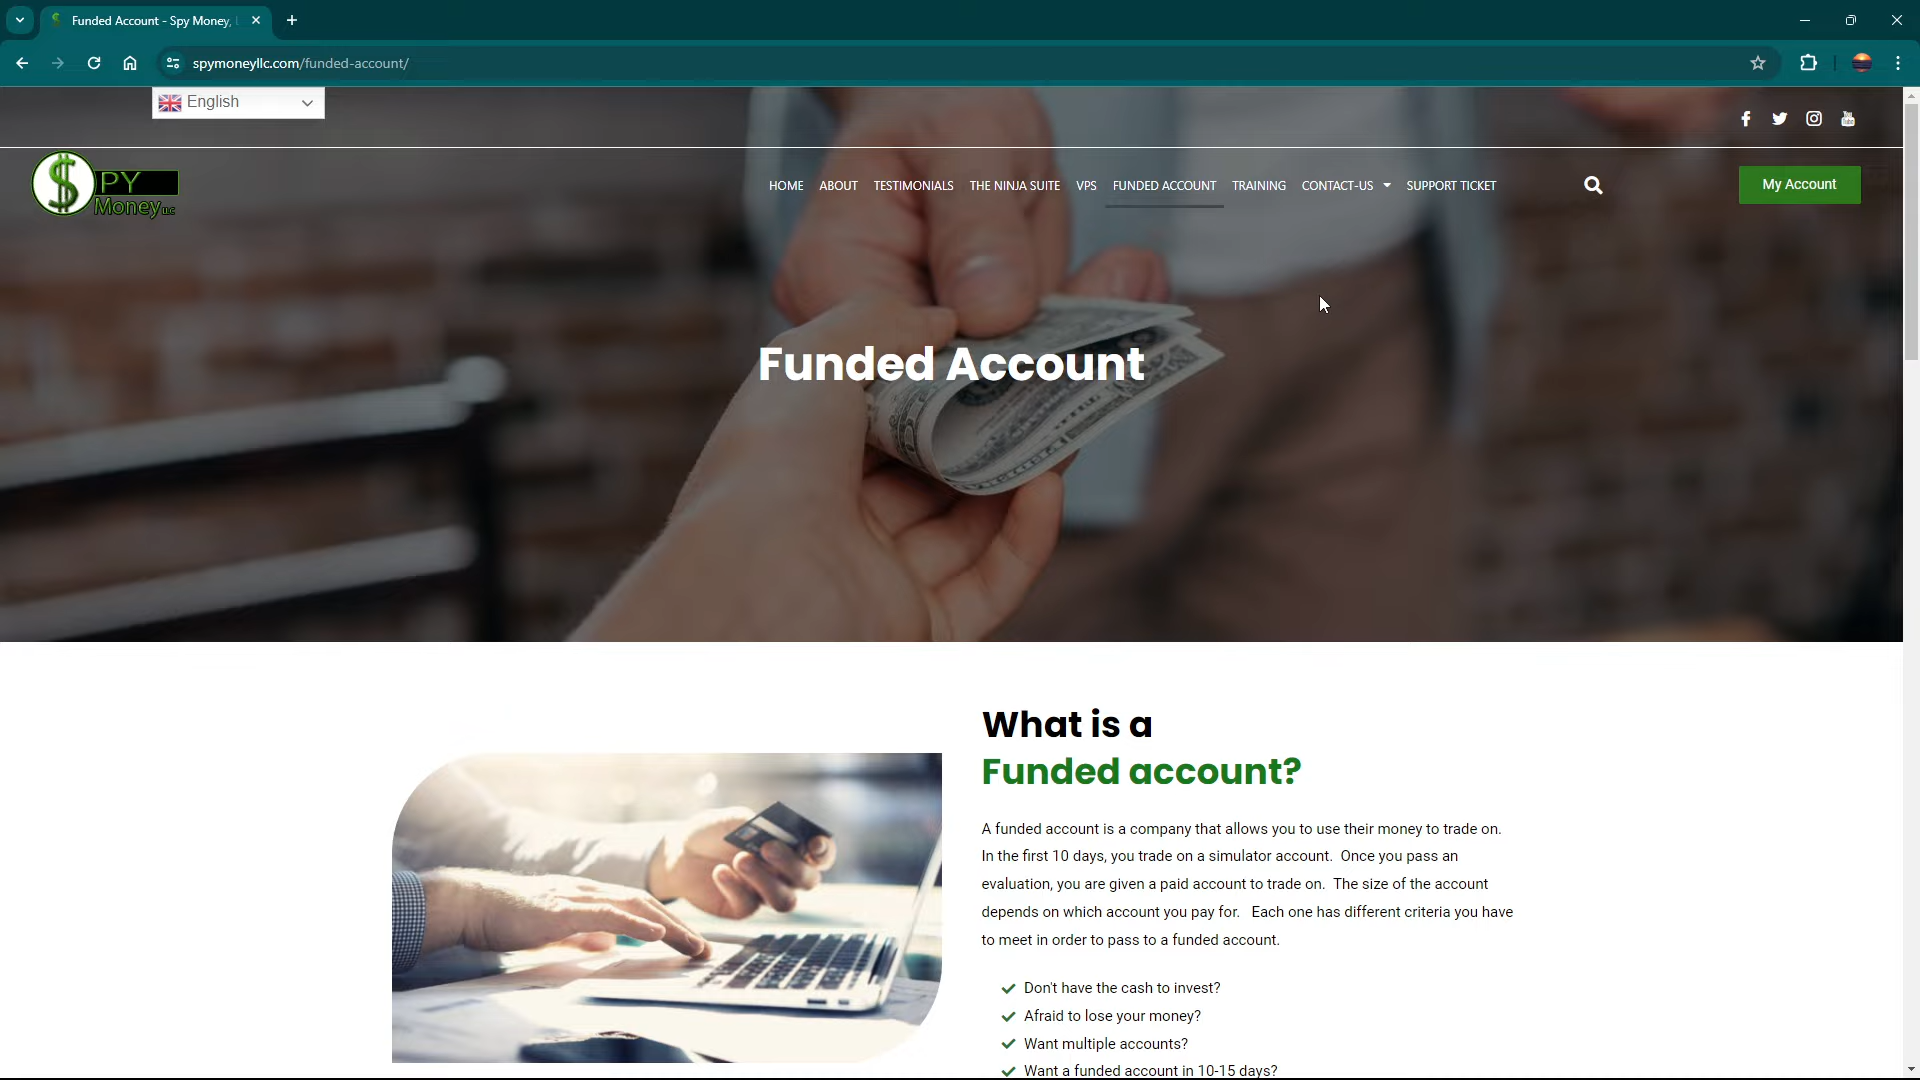 Funded Account - Spy Money,
spymoneyllc.com/funded-account/
English
$PY
Money LLC
HOME ABOUT TESTIMONIALS THE NINJA SUITE VPS FUNDED ACCOUNT TRAINING CONTACT-US SUPPORT TICKET
My Account
Funded Account
What is a
Funded account?
A funded account is a company that allows you to use their money to trade on.
In the first 10 days, you trade on a simulator account. Once you pass an
evaluation, you are given a paid account to trade on. The size of the account
depends on which account you pay for. Each one has different criteria you have
to meet in order to pass to a funded account.
Don't have the cash to invest?
Afraid to lose your money?
Want multiple accounts?
Want a funded account in 10-15 days?